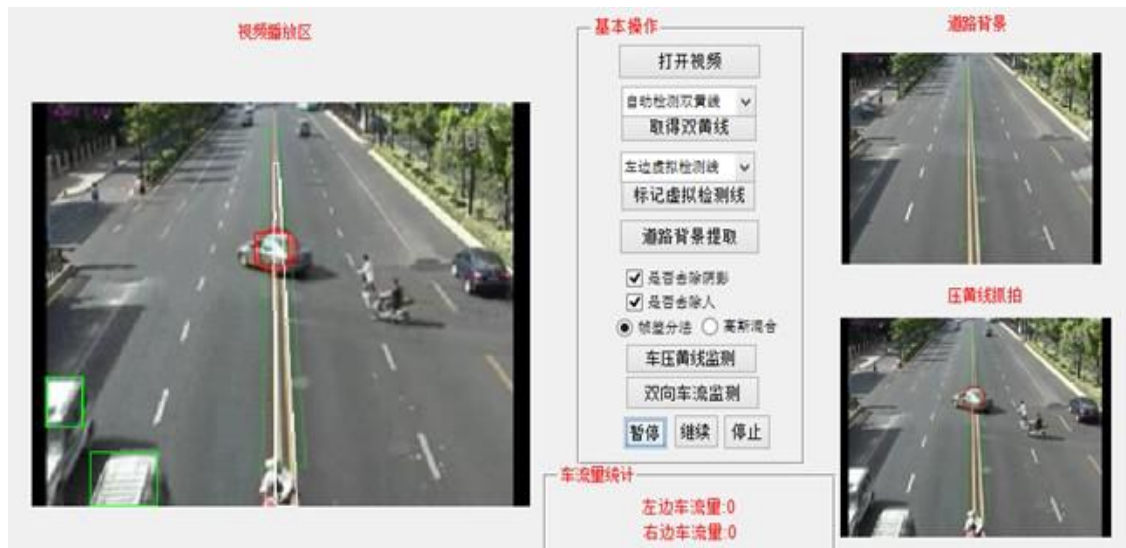 视频播放区
基本操作
打开视频
自动检测双黄线
取得双黄线
左边虚拟检测线
标记虚拟检测线
道路背景提取
是否去除阴影
是否去除人
帧差分法 高斯混合
车压黄线监测
双向车流监测
暂停 继续 停止
车流量统计
左边车流量:0
右边车流量:0
道路背景
压黄线抓拍